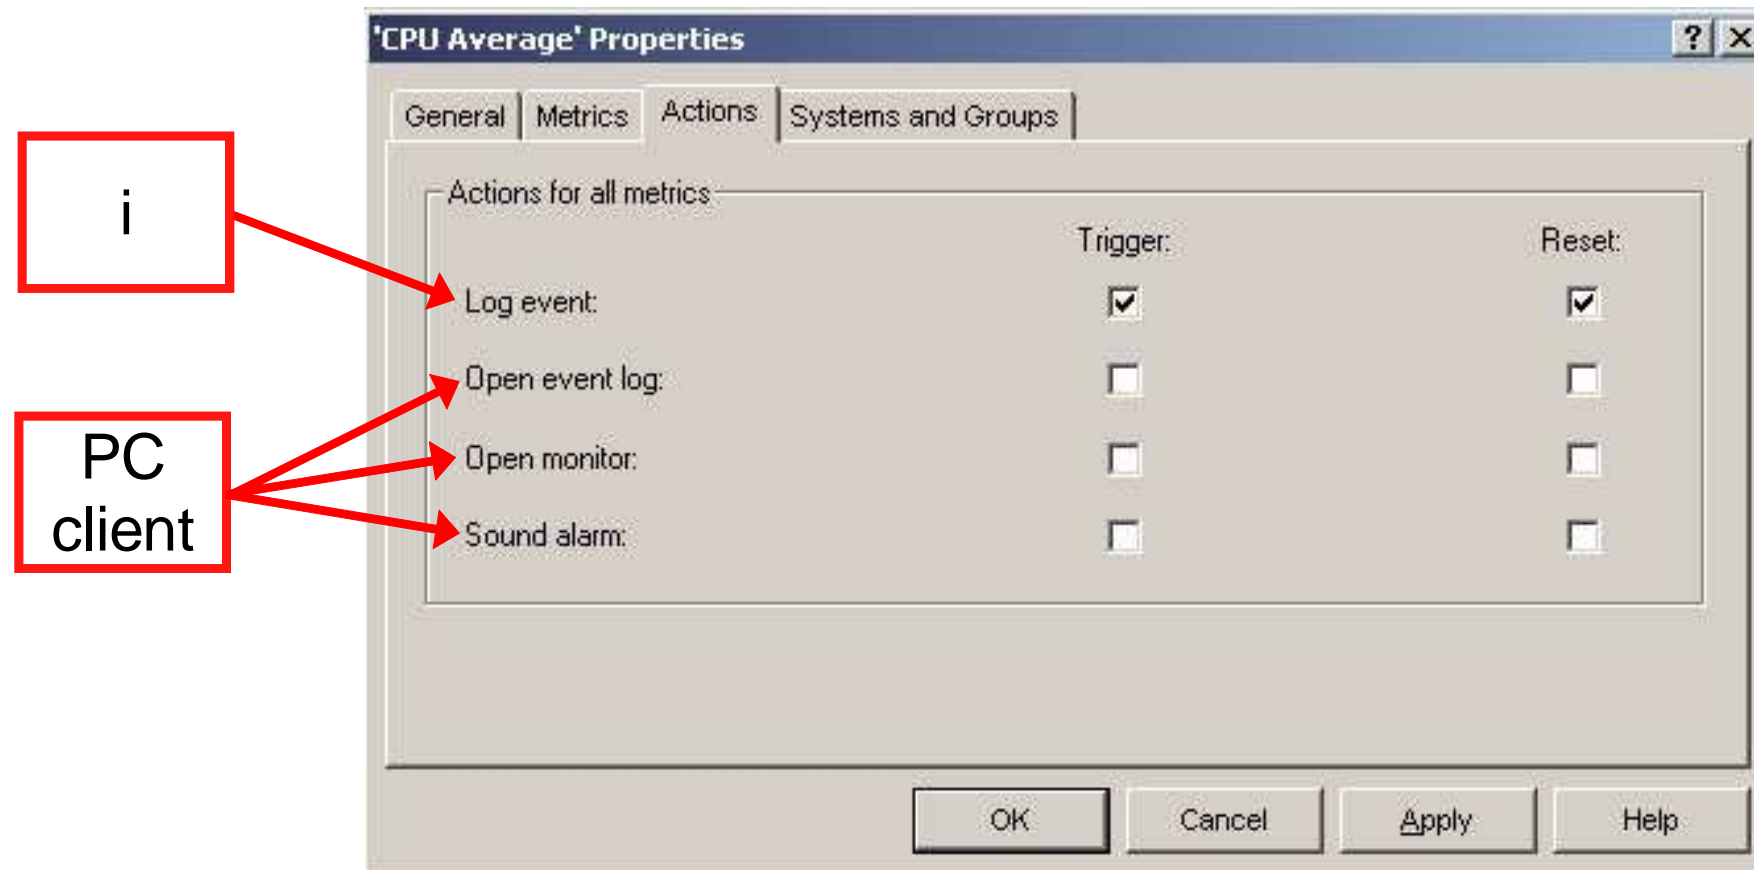 'CPU Average' Properties
General Metrics Actions Systems and Groups
i
Actions for all metrics
Trigger: Reset:
Log event:
Open event log:
Open monitor:
Sound alarm:
PC
client
OK Cancel Apply Help